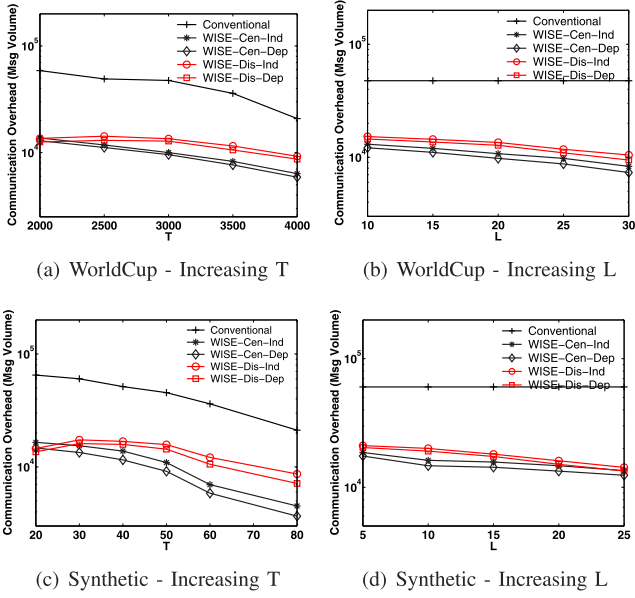 Communication Overhead (Msg Volume)
10^5
10^4
Conventional
WISE-Cen-Ind
WISE-Cen-Dep
WISE-Dis-Ind
WISE-Dis-Dep
2000 2500 3000 3500 4000
T
(a) WorldCup - Increasing T
Communication Overhead (Msg Volume)
10^5
10^4
Conventional
WISE-Cen-Ind
WISE-Cen-Dep
WISE-Dis-Ind
WISE-Dis-Dep
10 15 20 25 30
L
(b) WorldCup - Increasing L
Communication Overhead (Msg Volume)
10^5
10^4
Conventional
WISE-Cen-Ind
WISE-Cen-Dep
WISE-Dis-Ind
WISE-Dis-Dep
20 30 40 50 60 70 80
T
(c) Synthetic - Increasing T
Communication Overhead (Msg Volume)
10^5
10^4
Conventional
WISE-Cen-Ind
WISE-Cen-Dep
WISE-Dis-Ind
WISE-Dis-Dep
5 10 15 20 25
L
(d) Synthetic - Increasing L